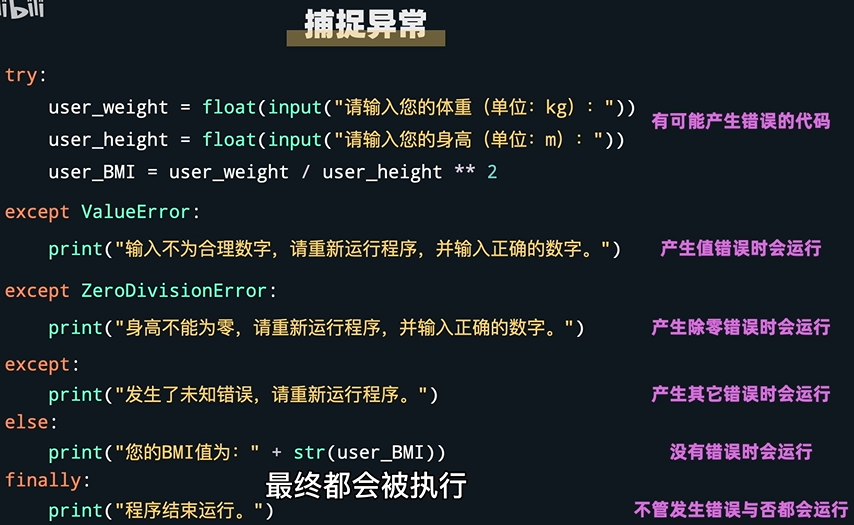 bilibili
捕捉异常
try:
user_weight = float(input("请输入您的体重（单位：kg）："))
有可能产生错误的代码
user_height = float(input("请输入您的身高（单位：m）："))
user_BMI = user_weight / user_height ** 2
except ValueError:
print("输入不为合理数字，请重新运行程序，并输入正确的数字。")
产生值错误时会运行
except ZeroDivisionError:
print("身高不能为零，请重新运行程序，并输入正确的数字。")
产生除零错误时会运行
except:
print("发生了未知错误，请重新运行程序。")
产生其它错误时会运行
else:
print("您的BMI值为：" + str(user_BMI))
没有错误时会运行
finally:
最终都会被执行
print("程序结束运行。")
不管发生错误与否都会运行